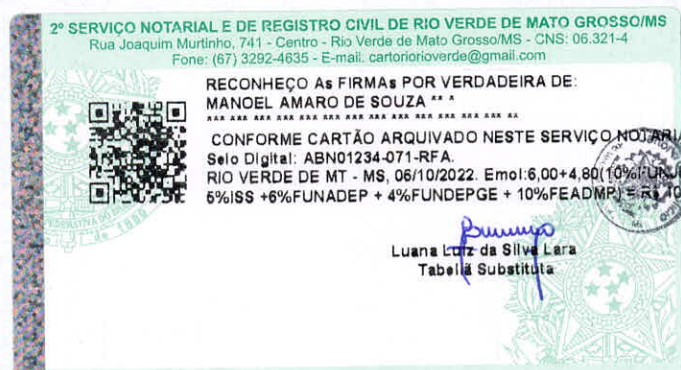 2º SERVIÇO NOTARIAL E DE REGISTRO CIVIL DE RIO VERDE DE MATO GROSSO/MS
Rua Joaquim Murtinho, 741 - Centro - Rio Verde de Mato Grosso/MS - CNS: 06.321-4
Fone: (67) 3292-4635 - E-mail. cartoriorioverde@gmail.com
RECONHEÇO As FIRMAs POR VERDADEIRA DE:
MANOEL AMARO DE SOUZA ** *
*** *** *** *** *** *** *** *** *** *** *** *** *** *** **
CONFORME CARTÃO ARQUIVADO NESTE SERVIÇO NOTARIA
Selo Digital: ABN01234-071-RFA.
RIO VERDE DE MT - MS, 06/10/2022. Emol:6,00+4,80(10%FUNJ
5%ISS +6%FUNADEP + 4%FUNDEPGE + 10%FEADMP) = R$ 10
Luana Luiz da Silva Lara
Tabeliã Substituta